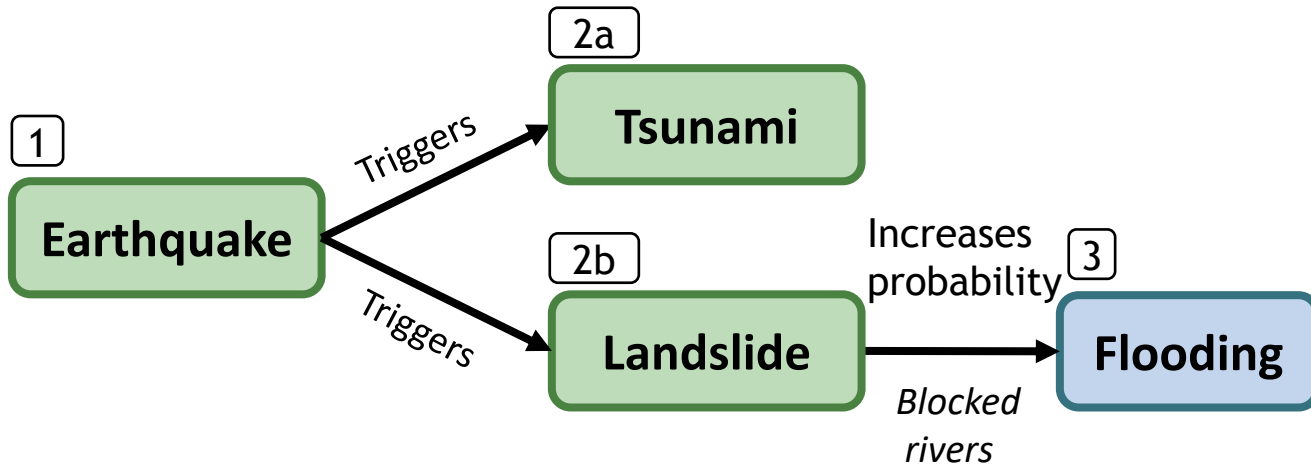 1
Earthquake
Triggers
Triggers
2a
Tsunami
2b
Landslide
Increases
probability
Blocked
rivers
3
Flooding